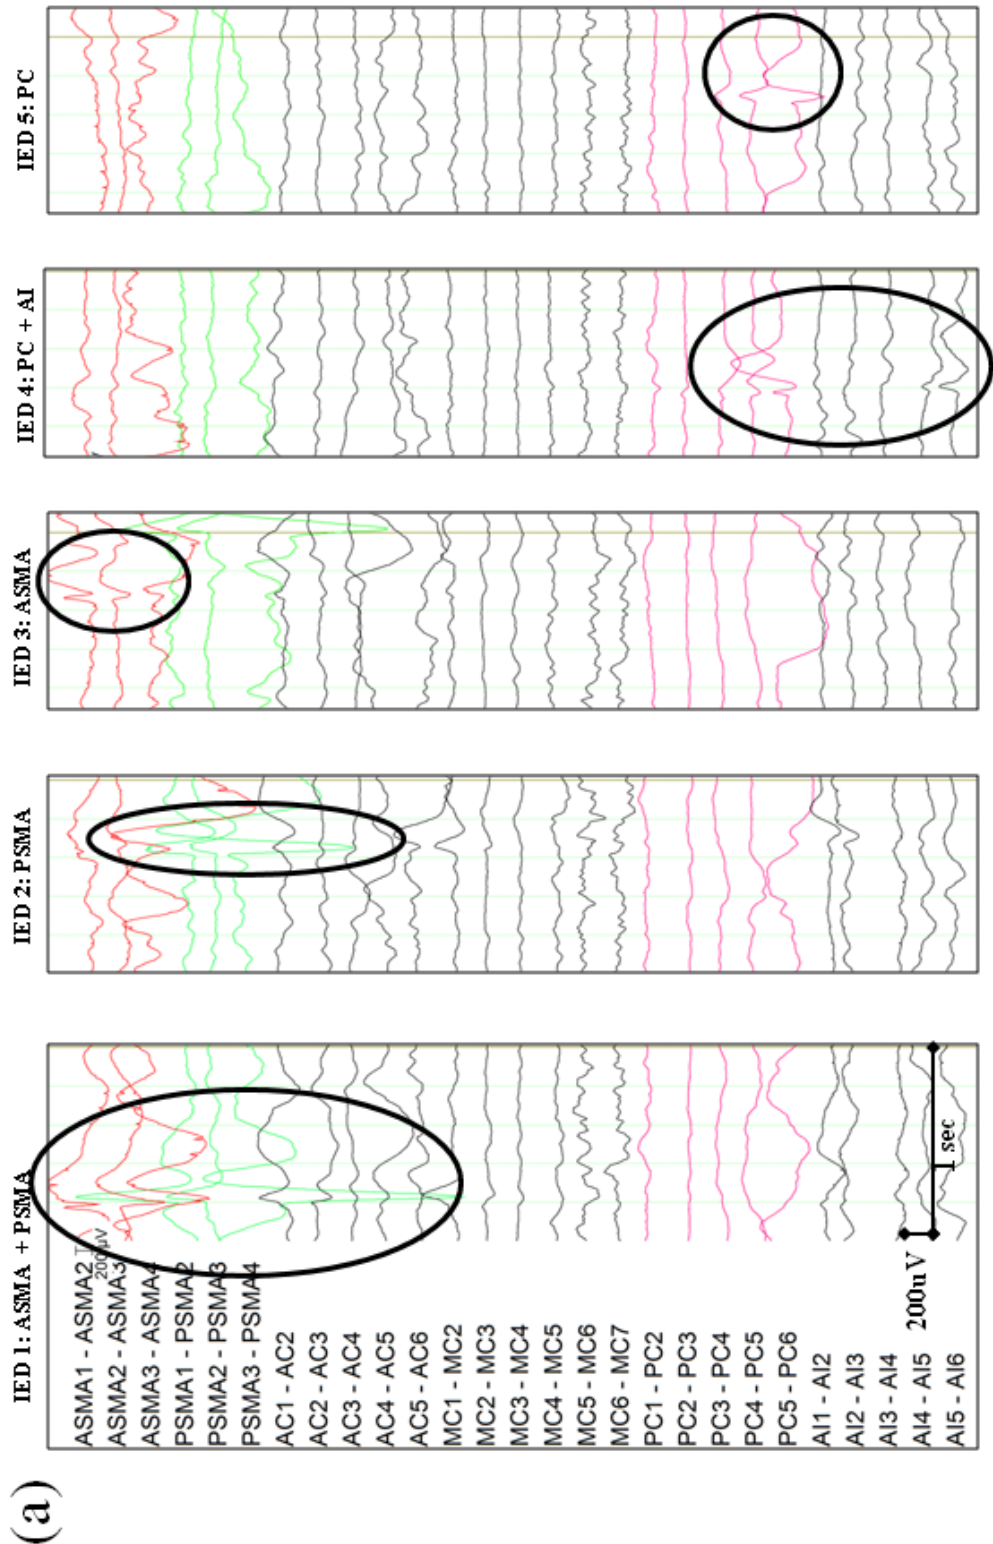 (a)
IED 1: ASMA + PSMA
IED 2: PSMA
IED 3: ASMA
IED 4: PC + AI
IED 5: PC
ASMA1 - ASMA2
200uV
ASMA2 - ASMA3
ASMA3 - ASMA4
PSMA1 - PSMA2
PSMA2 - PSMA3
PSMA3 - PSMA4
AC1 - AC2
AC2 - AC3
AC3 - AC4
AC4 - AC5
AC5 - AC6
MC1 - MC2
MC2 - MC3
MC3 - MC4
MC4 - MC5
MC5 - MC6
MC6 - MC7
PC1 - PC2
PC2 - PC3
PC3 - PC4
PC4 - PC5
PC5 - PC6
AI1 - AI2
AI2 - AI3
AI3 - AI4
AI4 - AI5
AI5 - AI6
200u V
1 sec